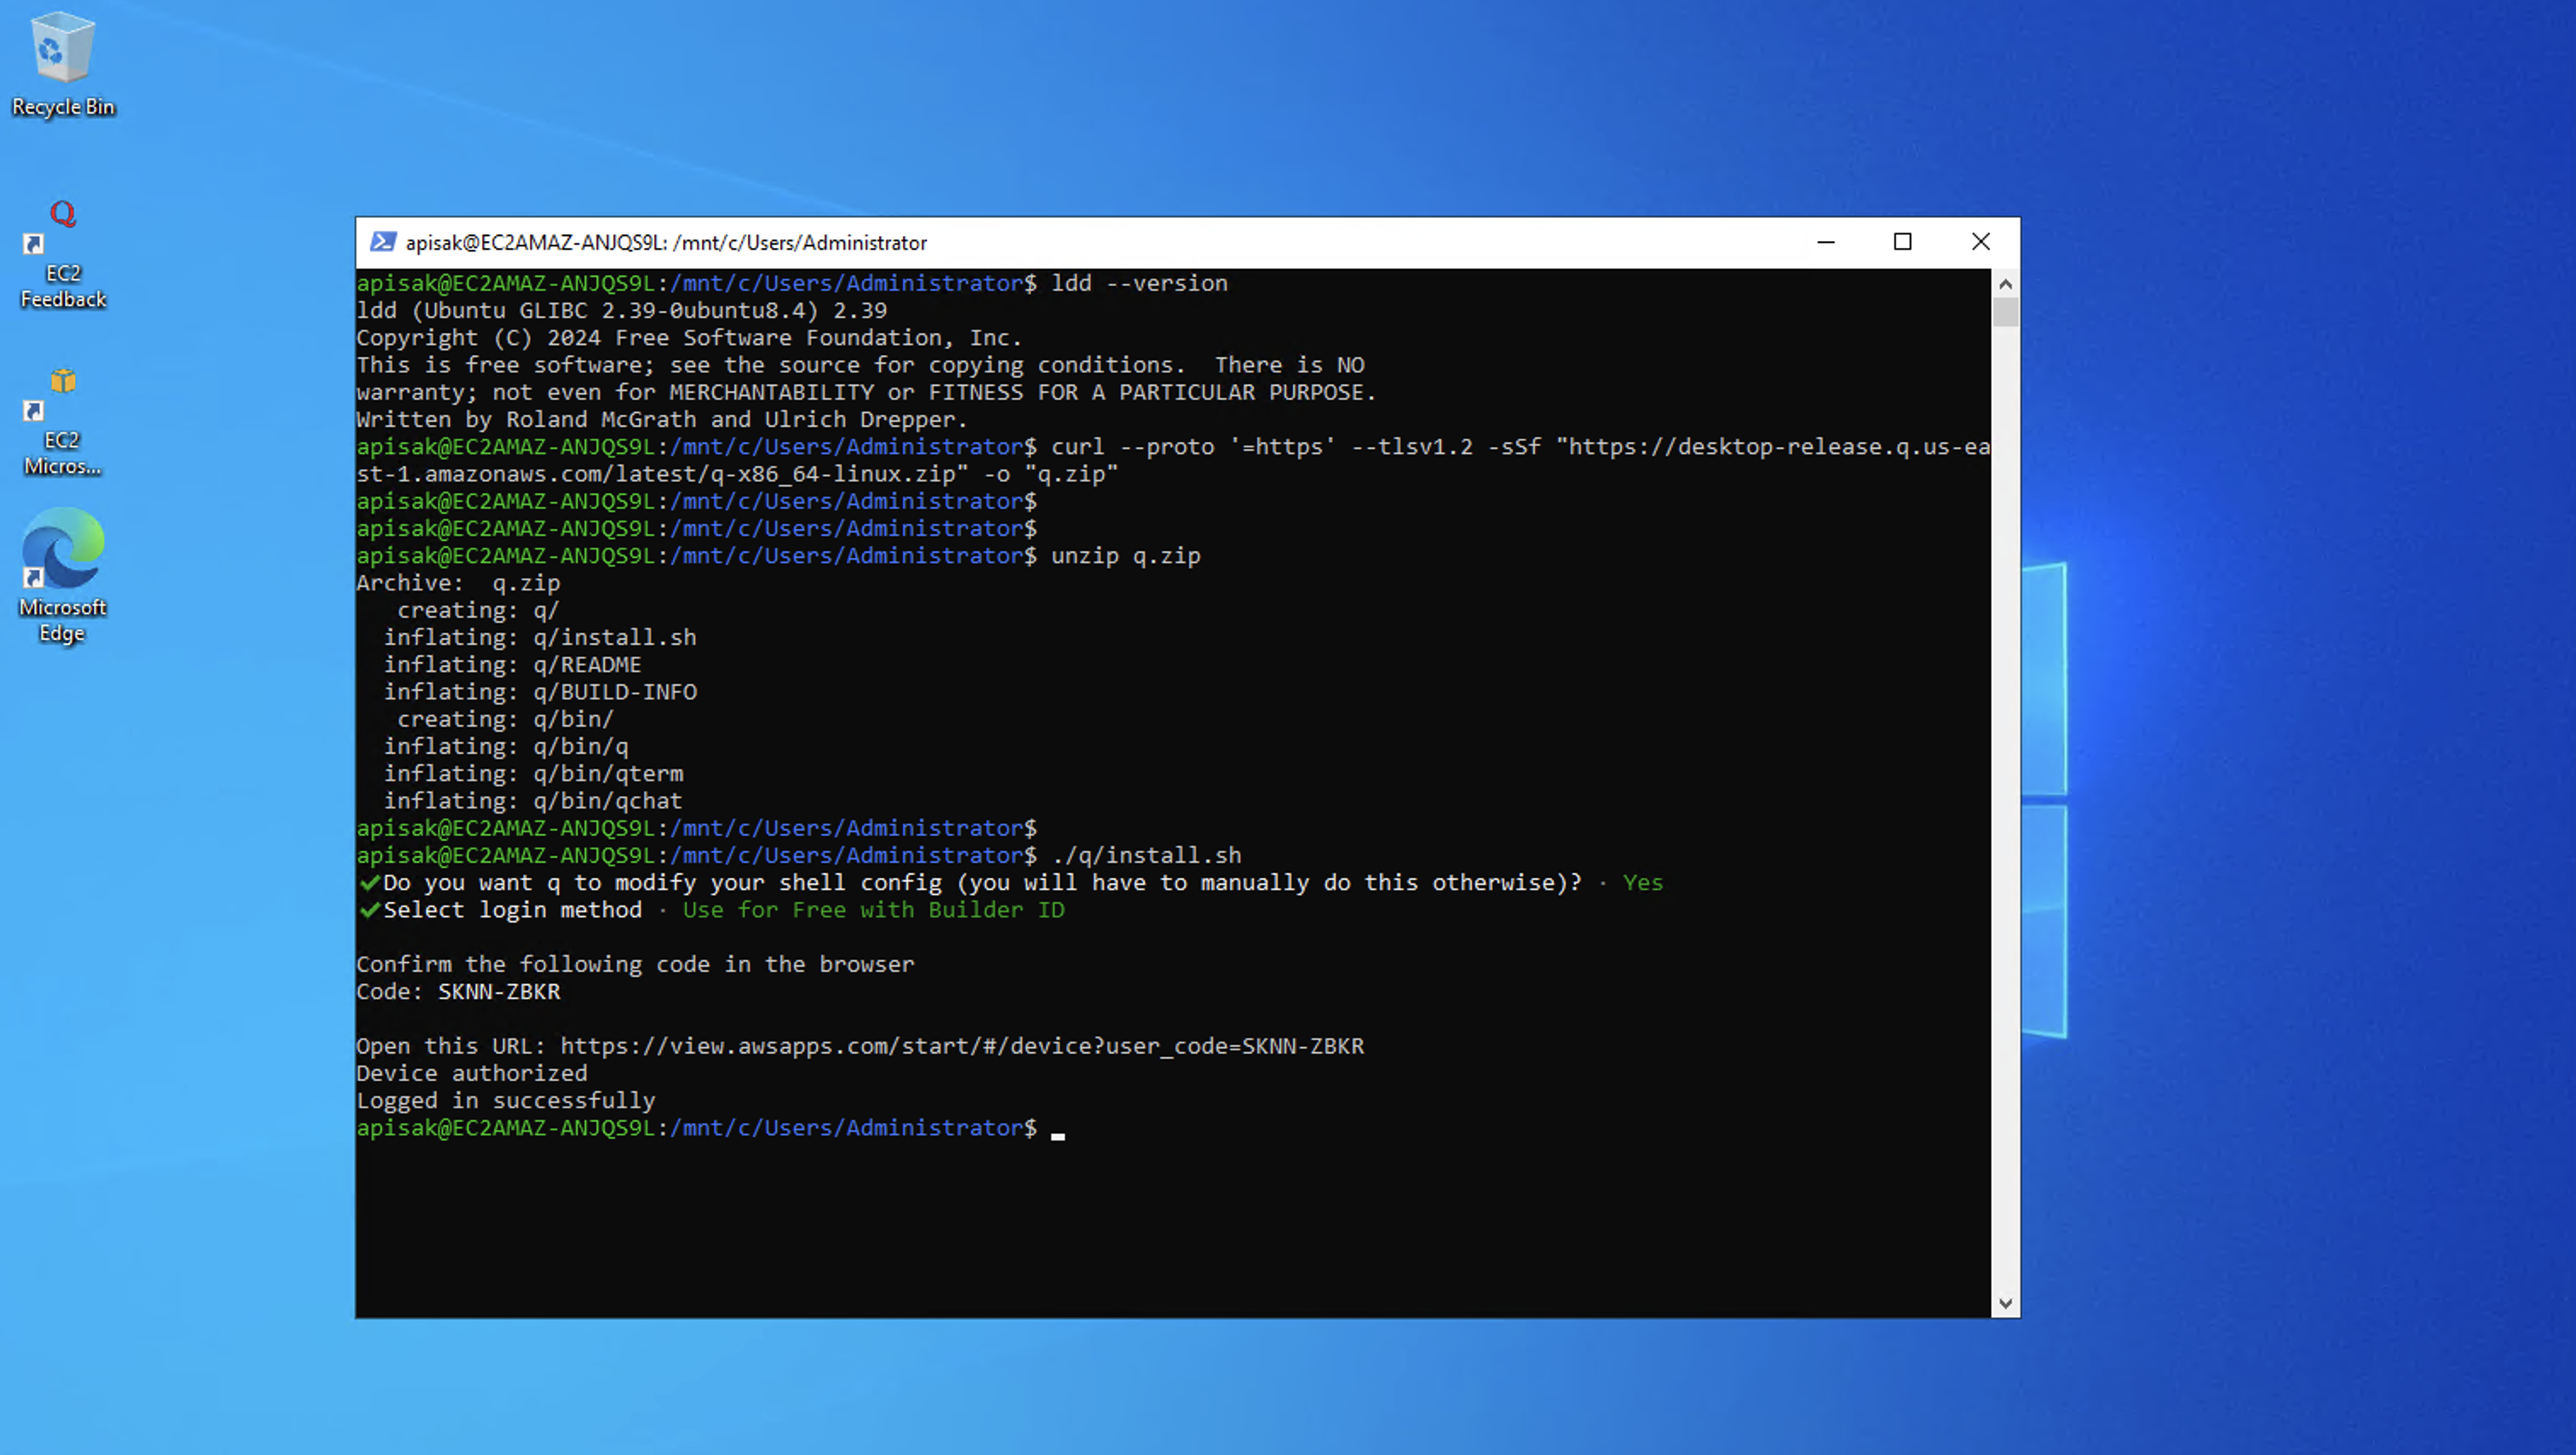 Recycle Bin
EC2
Feedback
EC2
Micros...
Microsoft
Edge
apisak@EC2AMAZ-ANJQS9L: /mnt/c/Users/Administrator
apisak@EC2AMAZ-ANJQS9L:/mnt/c/Users/Administrator$ ldd --version
ldd (Ubuntu GLIBC 2.39-0ubuntu8.4) 2.39
Copyright (C) 2024 Free Software Foundation, Inc.
This is free software; see the source for copying conditions.  There is NO
warranty; not even for MERCHANTABILITY or FITNESS FOR A PARTICULAR PURPOSE.
Written by Roland McGrath and Ulrich Drepper.
apisak@EC2AMAZ-ANJQS9L:/mnt/c/Users/Administrator$ curl --proto '=https' --tlsv1.2 -sSf "https://desktop-release.q.us-ea
st-1.amazonaws.com/latest/q-x86_64-linux.zip" -o "q.zip"
apisak@EC2AMAZ-ANJQS9L:/mnt/c/Users/Administrator$
apisak@EC2AMAZ-ANJQS9L:/mnt/c/Users/Administrator$
apisak@EC2AMAZ-ANJQS9L:/mnt/c/Users/Administrator$ unzip q.zip
Archive:  q.zip
creating: q/
inflating: q/install.sh
inflating: q/README
inflating: q/BUILD-INFO
creating: q/bin/
inflating: q/bin/q
inflating: q/bin/qterm
inflating: q/bin/qchat
apisak@EC2AMAZ-ANJQS9L:/mnt/c/Users/Administrator$
apisak@EC2AMAZ-ANJQS9L:/mnt/c/Users/Administrator$ ./q/install.sh
✔Do you want q to modify your shell config (you will have to manually do this otherwise)? · Yes
✔Select login method · Use for Free with Builder ID
Confirm the following code in the browser
Code: SKNN-ZBKR
Open this URL: https://view.awsapps.com/start/#/device?user_code=SKNN-ZBKR
Device authorized
Logged in successfully
apisak@EC2AMAZ-ANJQS9L:/mnt/c/Users/Administrator$